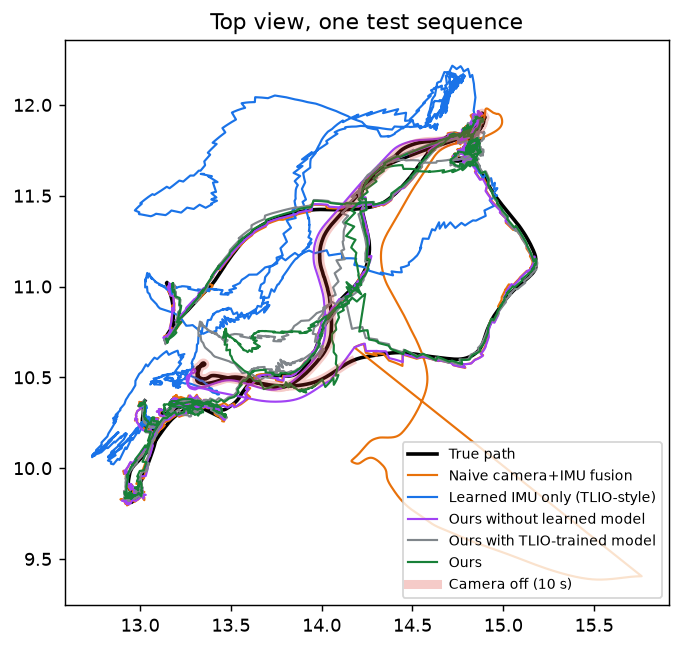 Top view, one test sequence
12.0
11.5
11.0
10.5
10.0
9.5
True path
Naive camera+IMU fusion
Learned IMU only (TLIO-style)
Ours without learned model
Ours with TLIO-trained model
Ours
Camera off (10 s)
13.0 13.5 14.0 14.5 15.0 15.5